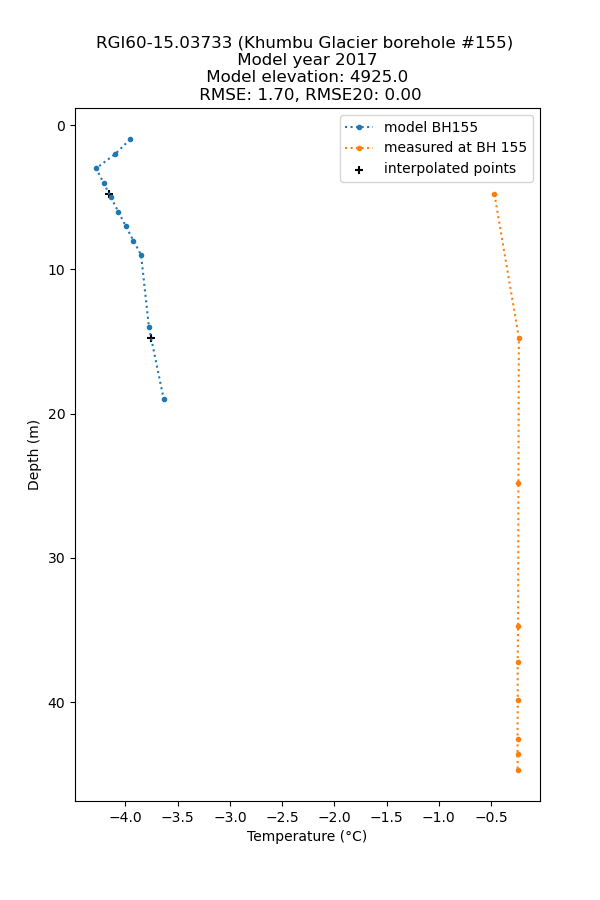 RGI60-15.03733 (Khumbu Glacier borehole #155)
Model year 2017
Model elevation: 4925.0
RMSE: 1.70, RMSE20: 0.00
model BH155
measured at BH 155
interpolated points
0
10
20
30
40
Depth (m)
−4.0 −3.5 −3.0 −2.5 −2.0 −1.5 −1.0 −0.5
Temperature (°C)